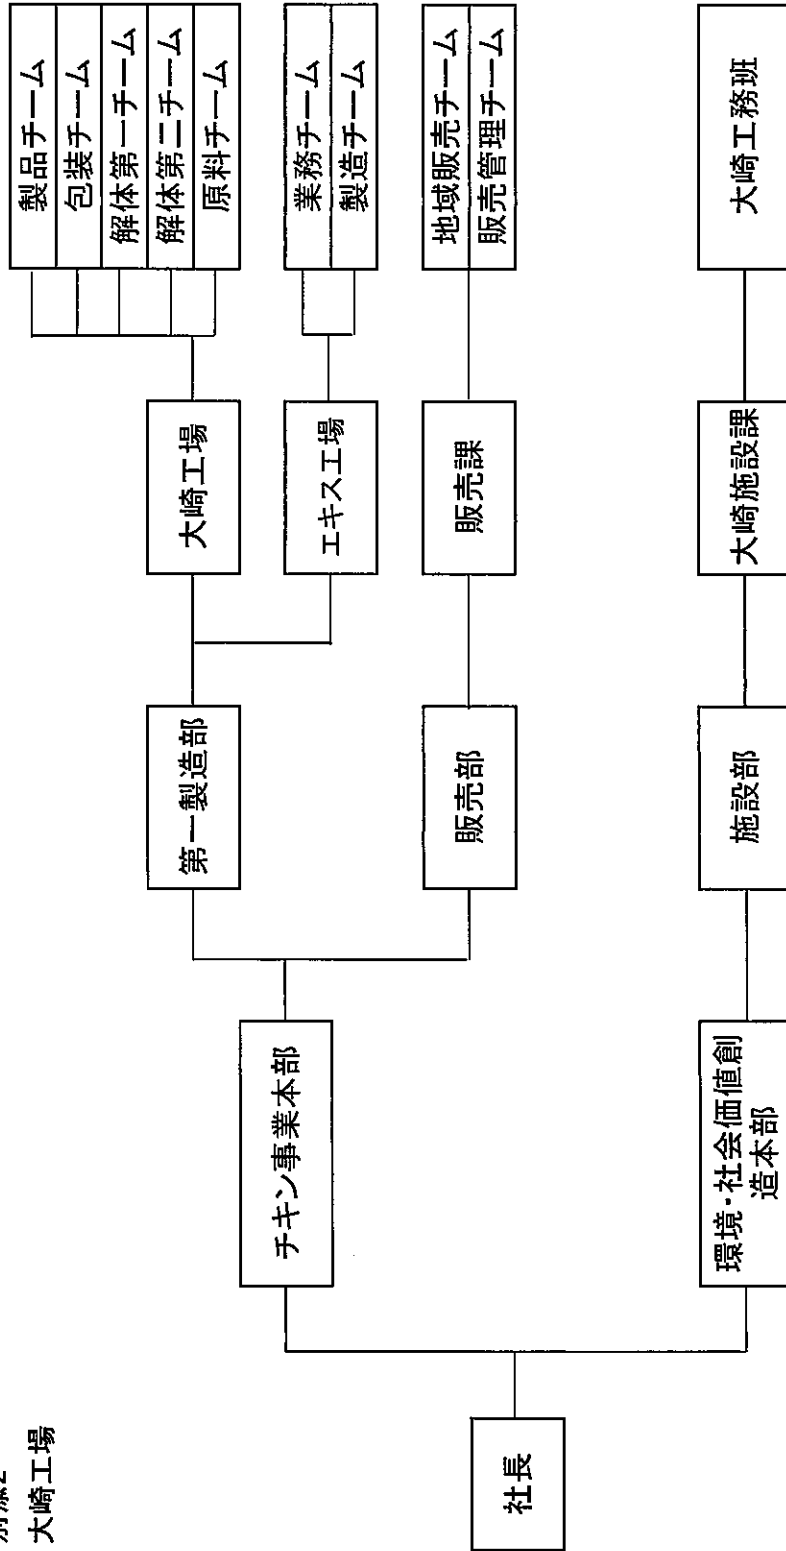 別添2
大崎工場
社長
チキン事業本部
第一製造部
大崎工場
製品チーム
包装チーム
解体第一チーム
解体第二チーム
原料チーム
エキス工場
業務チーム
製造チーム
販売部
販売課
地域販売チーム
販売管理チーム
環境・社会価値創
造本部
施設部
大崎施設課
大崎工務班